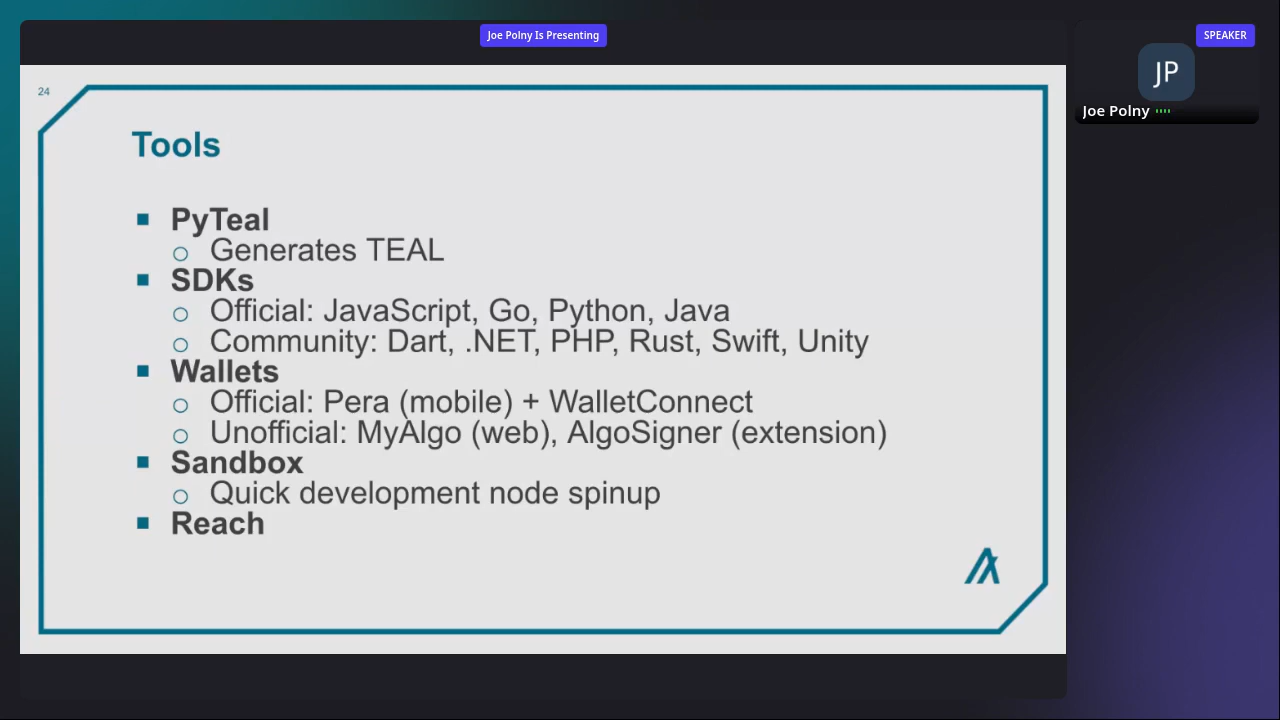 Joe Polny Is Presenting
SPEAKER
JP
Joe Polny
24
Tools
▪ PyTeal
○ Generates TEAL
▪ SDKs
○ Official: JavaScript, Go, Python, Java
○ Community: Dart, .NET, PHP, Rust, Swift, Unity
▪ Wallets
○ Official: Pera (mobile) + WalletConnect
○ Unofficial: MyAlgo (web), AlgoSigner (extension)
▪ Sandbox
○ Quick development node spinup
▪ Reach